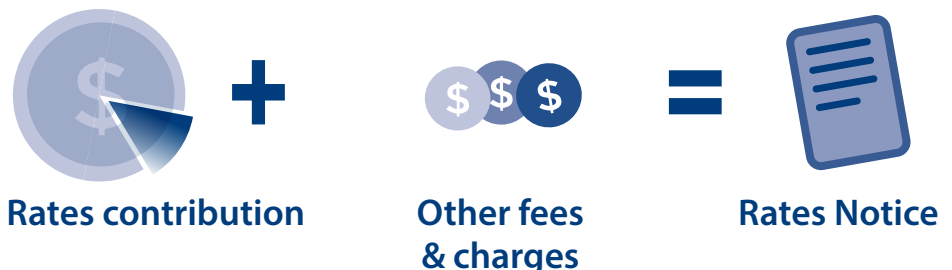 $
+
$ $ $
=
Rates contribution
Other fees
& charges
Rates Notice